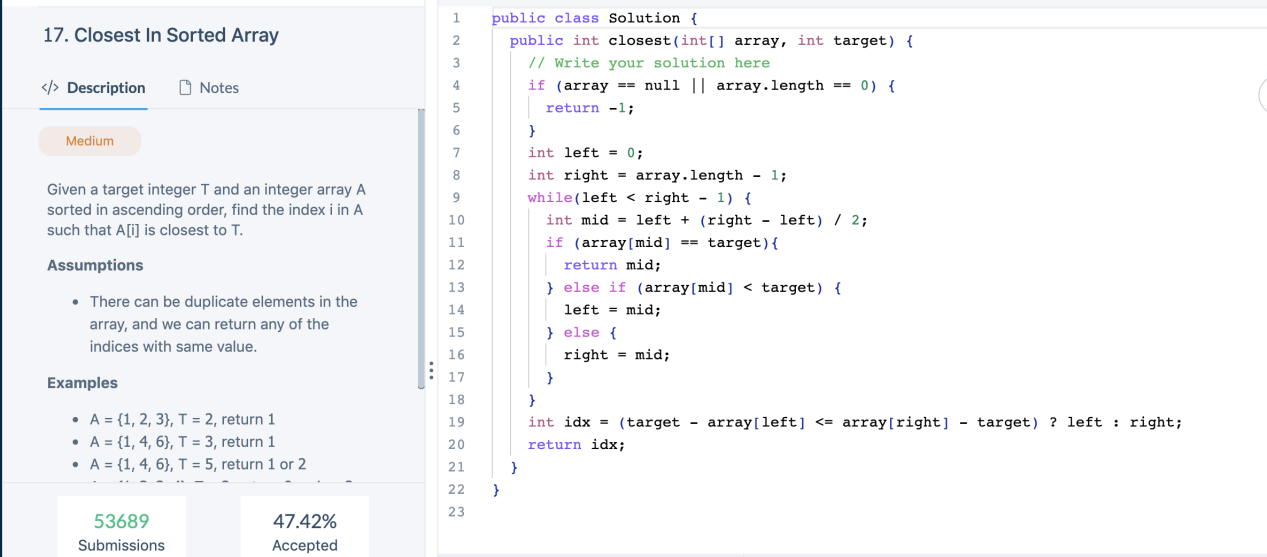 17. Closest In Sorted Array
</> Description
Notes
Medium
Given a target integer T and an integer array A
sorted in ascending order, find the index i in A
such that A[i] is closest to T.
Assumptions
• There can be duplicate elements in the
array, and we can return any of the
indices with same value.
Examples
• A = {1, 2, 3}, T = 2, return 1
• A = {1, 4, 6}, T = 3, return 1
• A = {1, 4, 6}, T = 5, return 1 or 2
53689
Submissions
47.42%
Accepted
1 public class Solution {
2 public int closest(int[] array, int target) {
3 // Write your solution here
4 if (array == null || array.length == 0) {
5 return -1;
6 }
7 int left = 0;
8 int right = array.length - 1;
9 while(left < right - 1) {
10 int mid = left + (right - left) / 2;
11 if (array[mid] == target){
12 return mid;
13 } else if (array[mid] < target) {
14 left = mid;
15 } else {
16 right = mid;
17 }
18 }
19 int idx = (target - array[left] <= array[right] - target) ? left : right;
20 return idx;
21 }
22 }
23